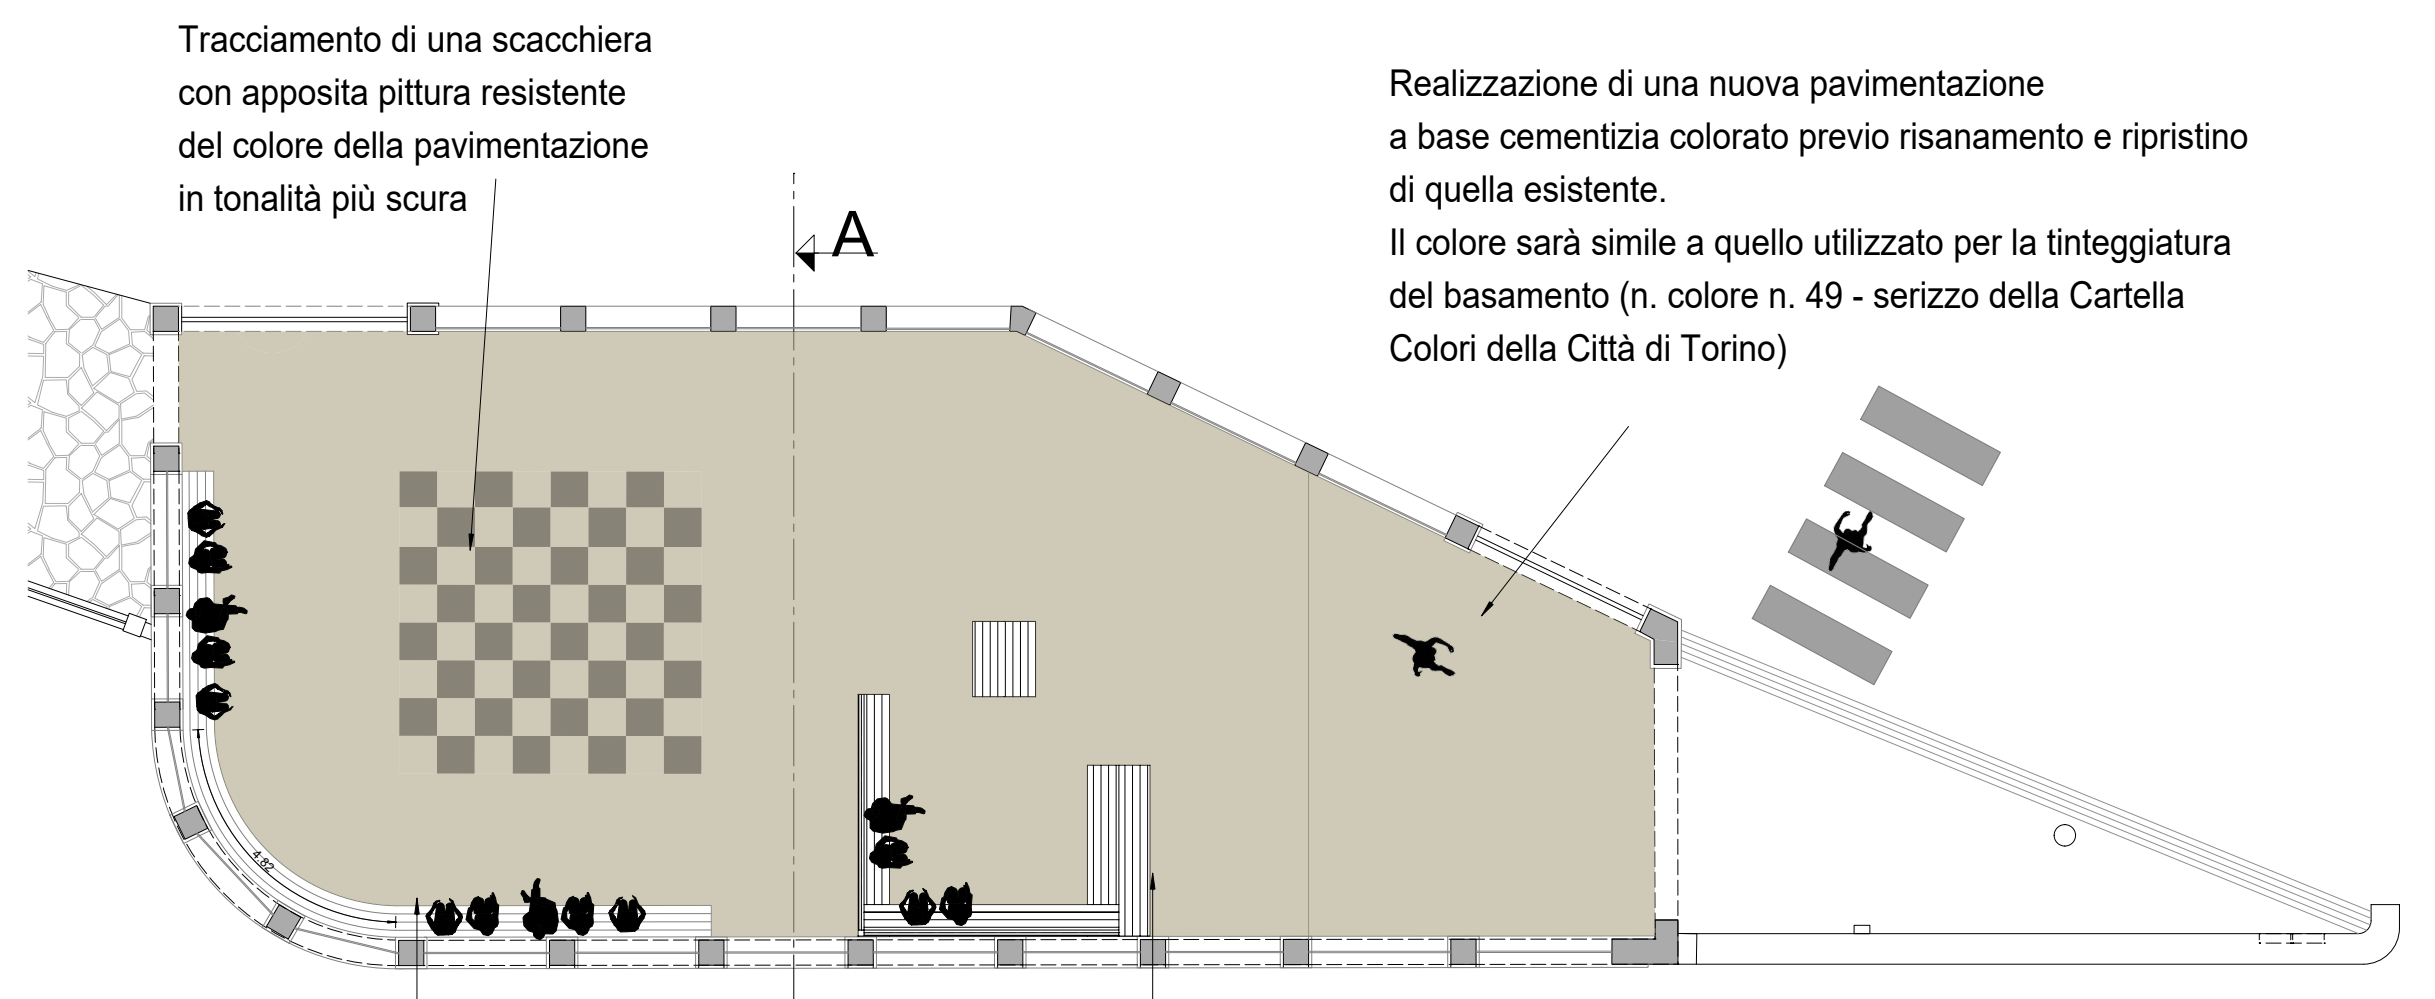 Tracciamento di una scacchiera
con apposita pittura resistente
del colore della pavimentazione
in tonalità più scura
Realizzazione di una nuova pavimentazione
a base cementizia colorato previo risanamento e ripristino
di quella esistente.
Il colore sarà simile a quello utilizzato per la tinteggiatura
del basamento (n. colore n. 49 - serizzo della Cartella
Colori della Città di Torino)
A
4.82